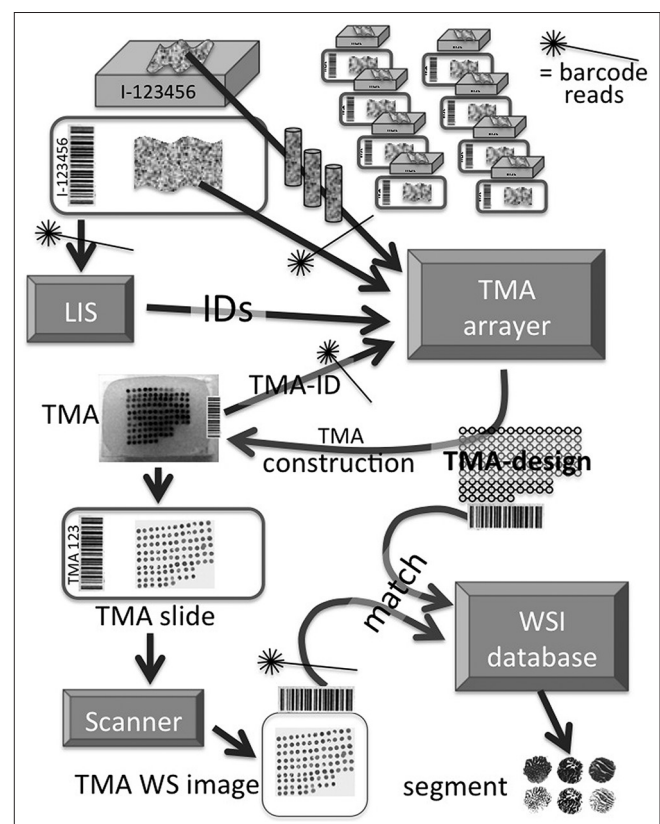 I-123456
= barcode
reads
I-123456
LIS
IDs
TMA
arrayer
TMA
TMA-ID
TMA
construction
TMA-design
TMA 123
TMA slide
match
WSI
database
Scanner
TMA WS image
segment